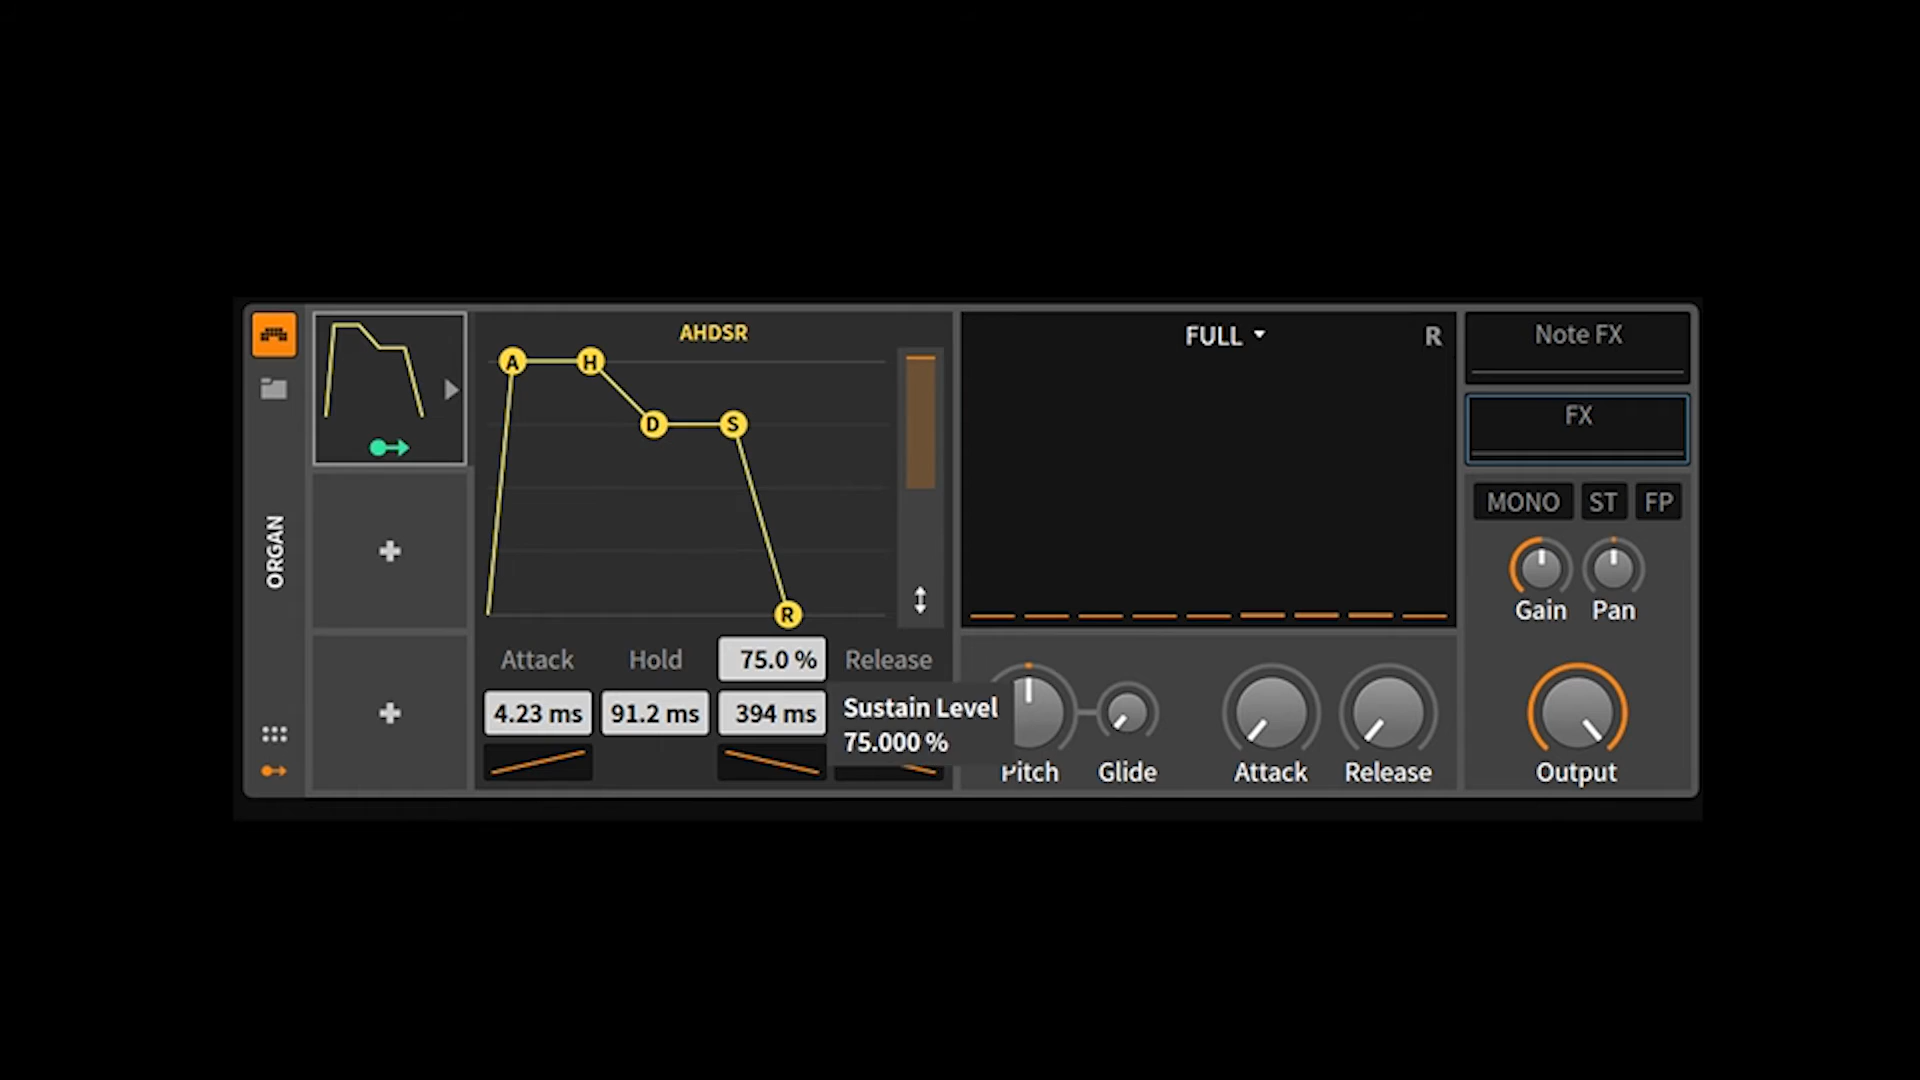 ORGAN
AHDSR
A
H
D
S
R
Attack
Hold
75.0 %
Release
4.23 ms
91.2 ms
394 ms
Sustain Level
75.000 %
FULL
R
Pitch
Glide
Attack
Release
Note FX
FX
MONO
ST
FP
Gain
Pan
Output